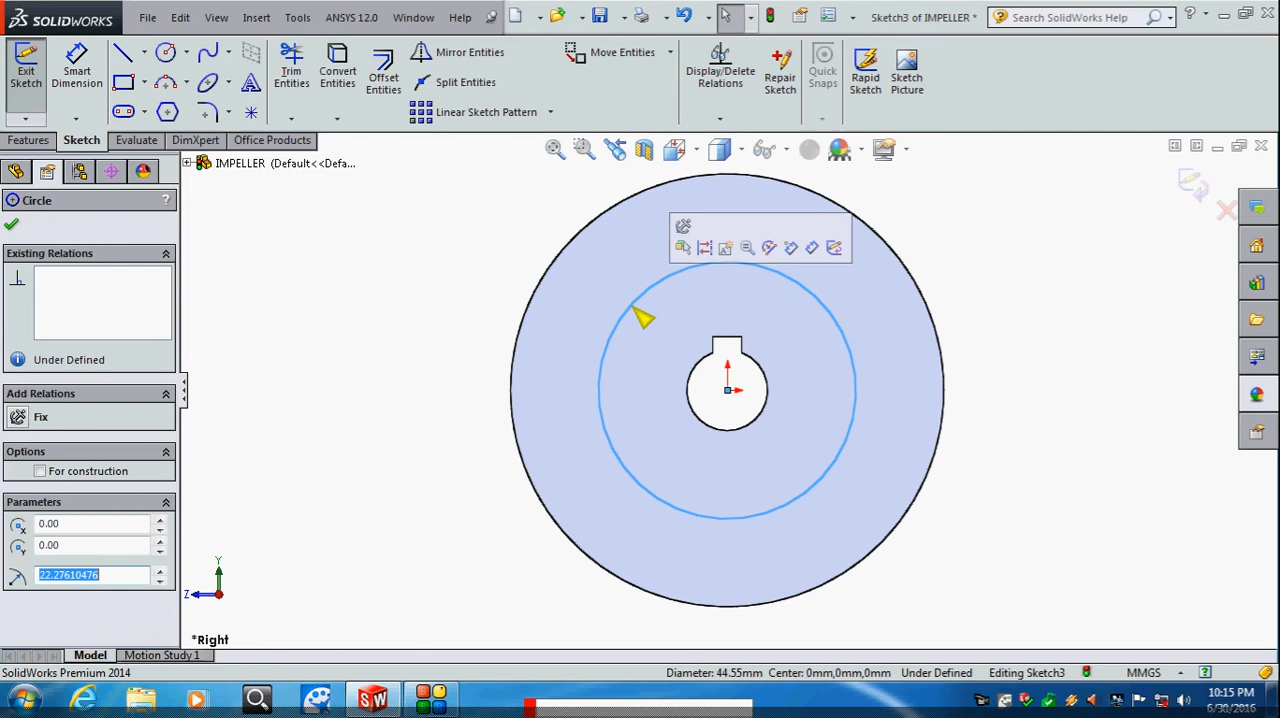 SOLIDWORKS File Edit View Insert Tools ANSYS 12.0 Window Help Sketch3 of IMPELLER * Search SolidWorks Help
Exit Sketch
Smart Dimension
Trim Entities
Convert Entities
Offset Entities
Mirror Entities
Split Entities
Linear Sketch Pattern
Move Entities
Display/Delete Relations
Repair Sketch
Quick Snaps
Rapid Sketch
Sketch Picture
Features Sketch Evaluate DimXpert Office Products
IMPELLER (Default<<Defa...
Circle ?
Existing Relations
Under Defined
Add Relations
Fix
Options
For construction
Parameters
0.00
0.00
22.27610476
Y
Z
*Right
Model Motion Study 1
SolidWorks Premium 2014 Diameter: 44.55mm Center: 0mm,0mm,0mm Under Defined Editing Sketch3 MMGS ?
10:15 PM
6/30/2016